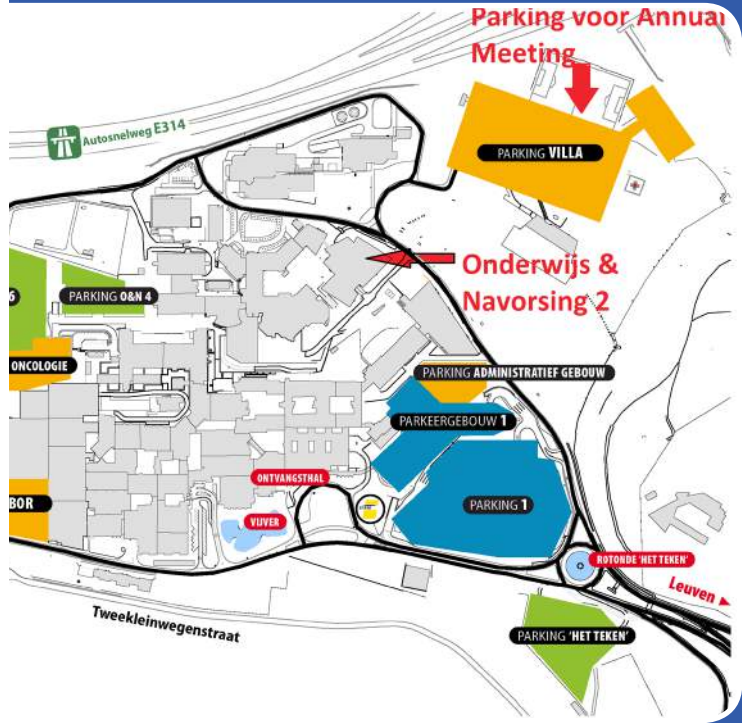 Parking voor Annual
Meeting
Autosnelweg E314
PARKING VILLA
Onderwijs &
Navorsing 2
6
PARKING O&N 4
ONCOLOGIE
PARKING ADMINISTRATIEF GEBOUW
PARKEERGEBOUW 1
ONTVANGSTHAL
BOR
PARKING 1
VIJVER
ROTONDE 'HET TEKEN'
Leuven
Tweekleinwegenstraat
PARKING 'HET TEKEN'